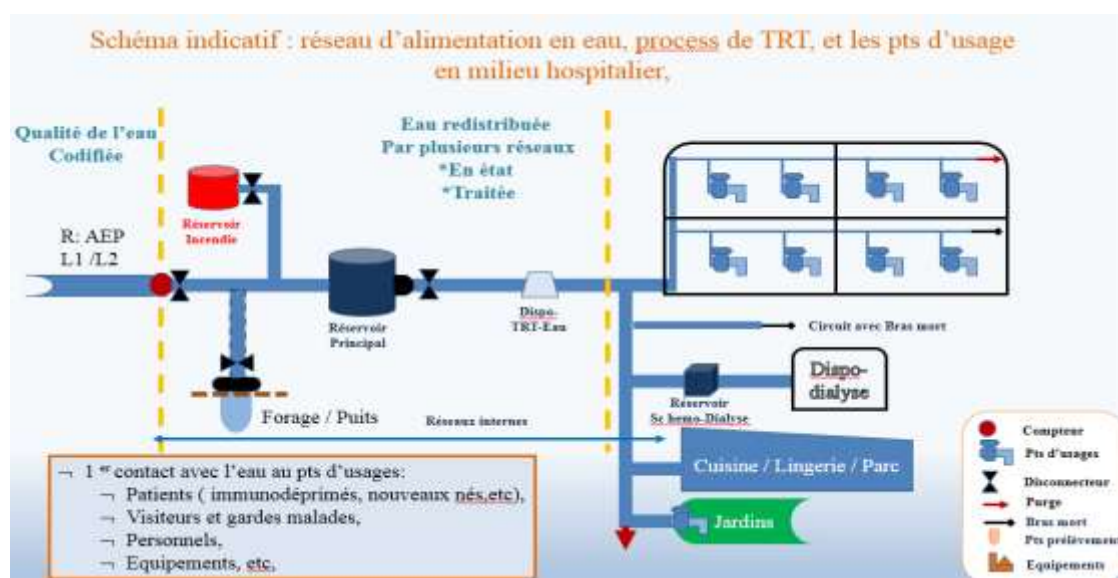 Schéma indicatif : réseau d'alimentation en eau, process de TRT, et les pts d'usage
en milieu hospitalier,
Qualité de l'eau
Codifiée
Eau redistribuée
Par plusieurs réseaux
*En état
*Traitée
Réservoir
Incendie
R: AEP
L1 /L2
Réservoir
Principal
Dispo-
TRT-Eau
Circuit avec Bras mort
Dispo-
dialyse
Réservoir
Sc hemo-Dialyse
Forage / Puits
Réseaux internes
Cuisine / Lingerie / Parc
Jardins
¬ 1er contact avec l'eau au pts d'usages:
¬ Patients ( immunodéprimés, nouveaux nés,etc),
¬ Visiteurs et gardes malades,
¬ Personnels,
¬ Equipements, etc,
Compteur
Pts d'usages
Disconnecteur
Purge
Bras mort
Pts prélèvement
Equipements